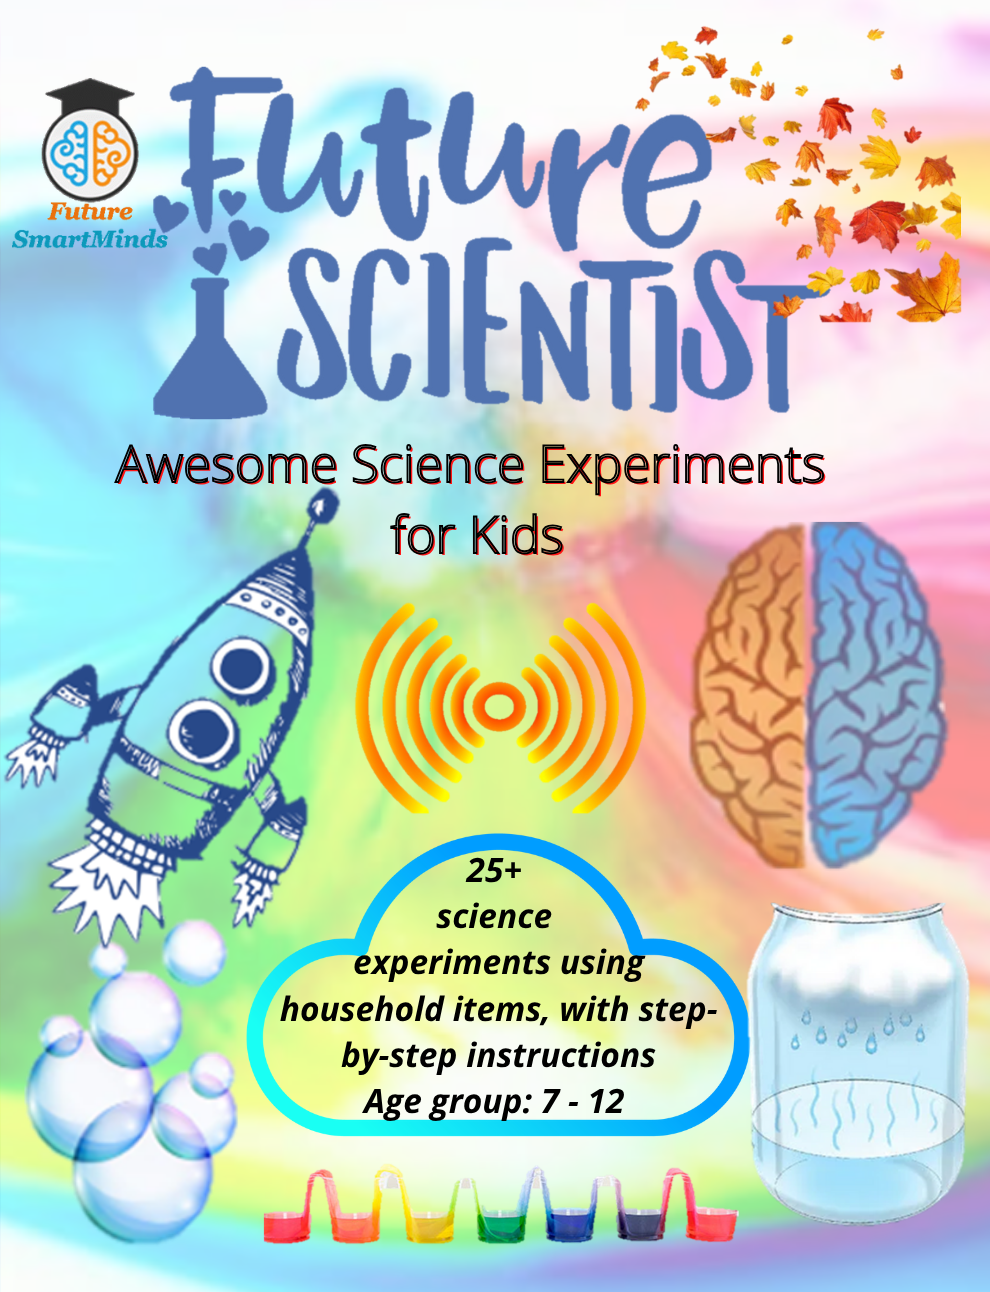 Future
SmartMinds
Future
SCIENTIST
Awesome Science Experiments
for Kids
25+
science
experiments using
household items, with step-
by-step instructions
Age group: 7 - 12